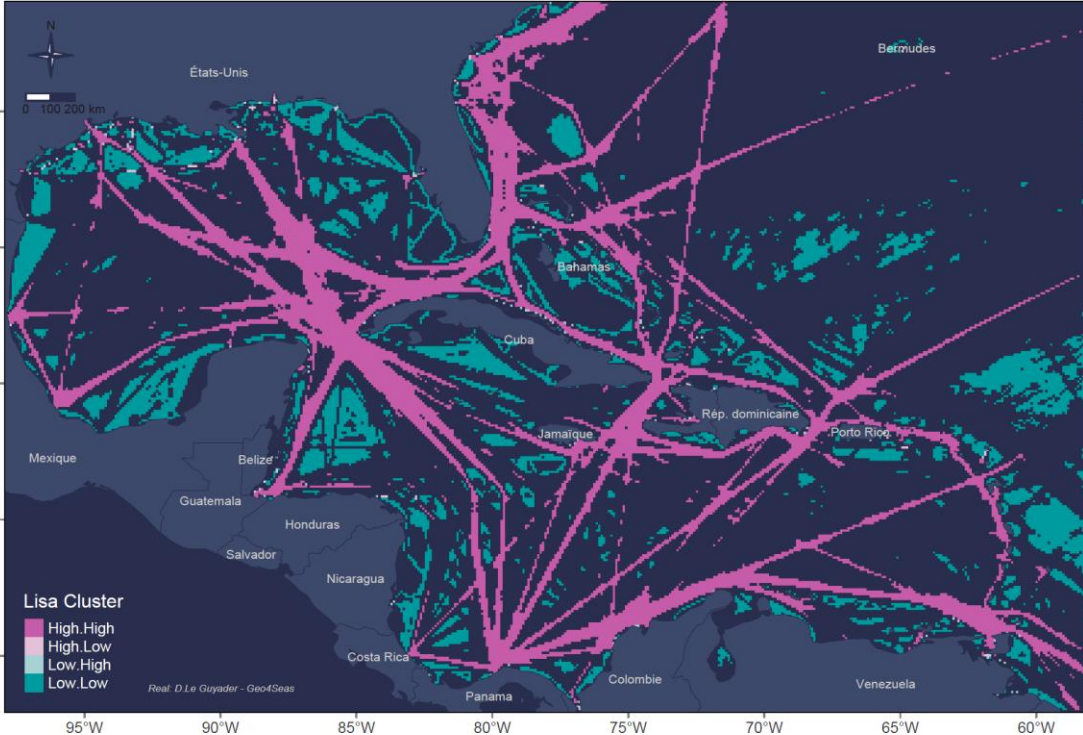 N
Bermudes
États-Unis
0 100 200 km
Bahamas
Cuba
Rép. dominicaine
Jamaïque
Porto Rico
Mexique
Belize
Guatemala
Honduras
Salvador
Nicaragua
Lisa Cluster
High.High
High.Low
Low.High
Low.Low
Costa Rica
Colombie
Venezuela
Real: D.Le Guyader - Geo4Seas
Panama
95°W 90°W 85°W 80°W 75°W 70°W 65°W 60°W